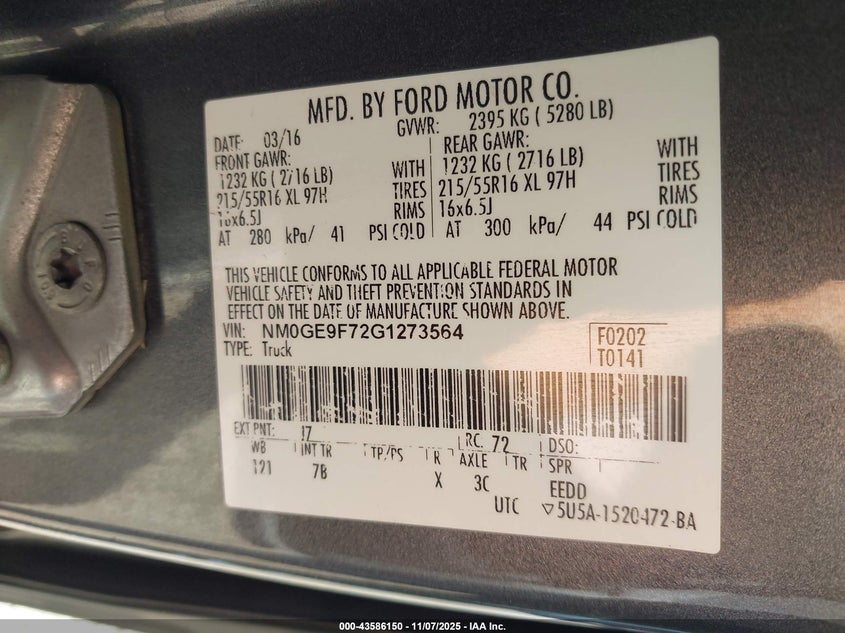 MFD. BY FORD MOTOR CO.
DATE: 03/16 GVWR: 2395 KG ( 5280 LB)
FRONT GAWR: REAR GAWR:
1232 KG ( 2716 LB) WITH 1232 KG ( 2716 LB) WITH
215/55R16 XL 97H TIRES 215/55R16 XL 97H TIRES
16x6.5J RIMS 16x6.5J RIMS
AT 280 kPa/ 41 PSI COLD AT 300 kPa/ 44 PSI COLD
THIS VEHICLE CONFORMS TO ALL APPLICABLE FEDERAL MOTOR
VEHICLE SAFETY AND THEFT PREVENTION STANDARDS IN
EFFECT ON THE DATE OF MANUFACTURE SHOWN ABOVE.
VIN: NM0GE9F72G1273564 F0202
TYPE: Truck T0141
EXT PNT: J7 RC: 72 DSO:
WB INT TR TP/PS R AXLE TR SPR
121 7B X 3C EEDD
UTC ▽5U5A-1520472-BA
000-43586150 - 11/07/2025 - IAA Inc.